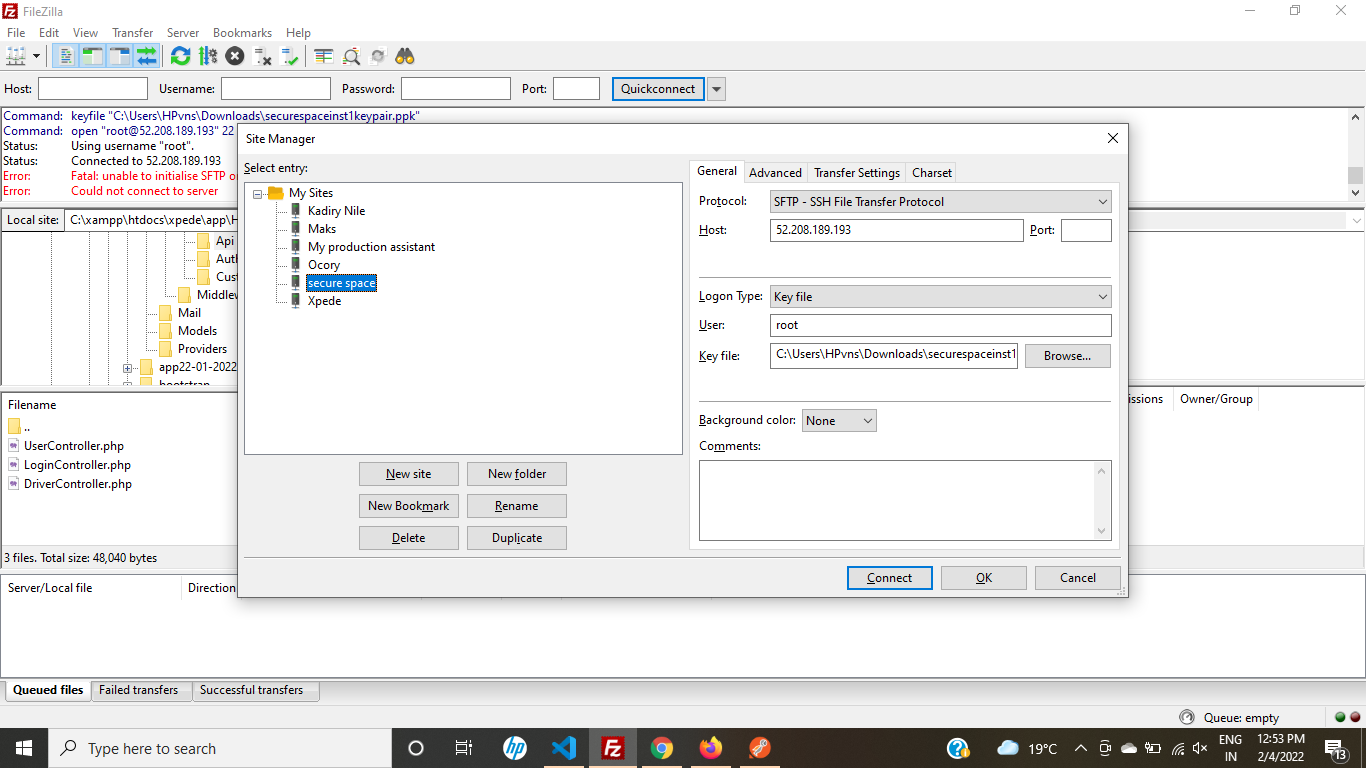 FileZilla
File Edit View Transfer Server Bookmarks Help
Host: Username: Password: Port: Quickconnect
Command: keyfile "C:\Users\HPvns\Downloads\securespaceinst1keypair.ppk"
Command: open "root@52.208.189.193" 22
Status: Using username "root".
Status: Connected to 52.208.189.193
Error: Fatal: unable to initialise SFTP
Error: Could not connect to server
Local site: C:\xampp\htdocs\xpede\app\H
Api
Aut
Cust
Middlew
Mail
Models
Providers
app22-01-2022
bootstrap
Filename
..
UserController.php
LoginController.php
DriverController.php
3 files. Total size: 48,040 bytes
Server/Local file Direction
Site Manager
Select entry:
My Sites
Kadiry Nile
Maks
My production assistant
Ocory
secure space
Xpede
New site New folder
New Bookmark Rename
Delete Duplicate
General Advanced Transfer Settings Charset
Protocol: SFTP - SSH File Transfer Protocol
Host: 52.208.189.193 Port:
Logon Type: Key file
User: root
Key file: C:\Users\HPvns\Downloads\securespaceinst1 Browse...
Background color: None
Comments:
Connect OK Cancel
issions Owner/Group
Queued files Failed transfers Successful transfers
Queue: empty
Type here to search
19°C
ENG
IN
12:53 PM
2/4/2022
13